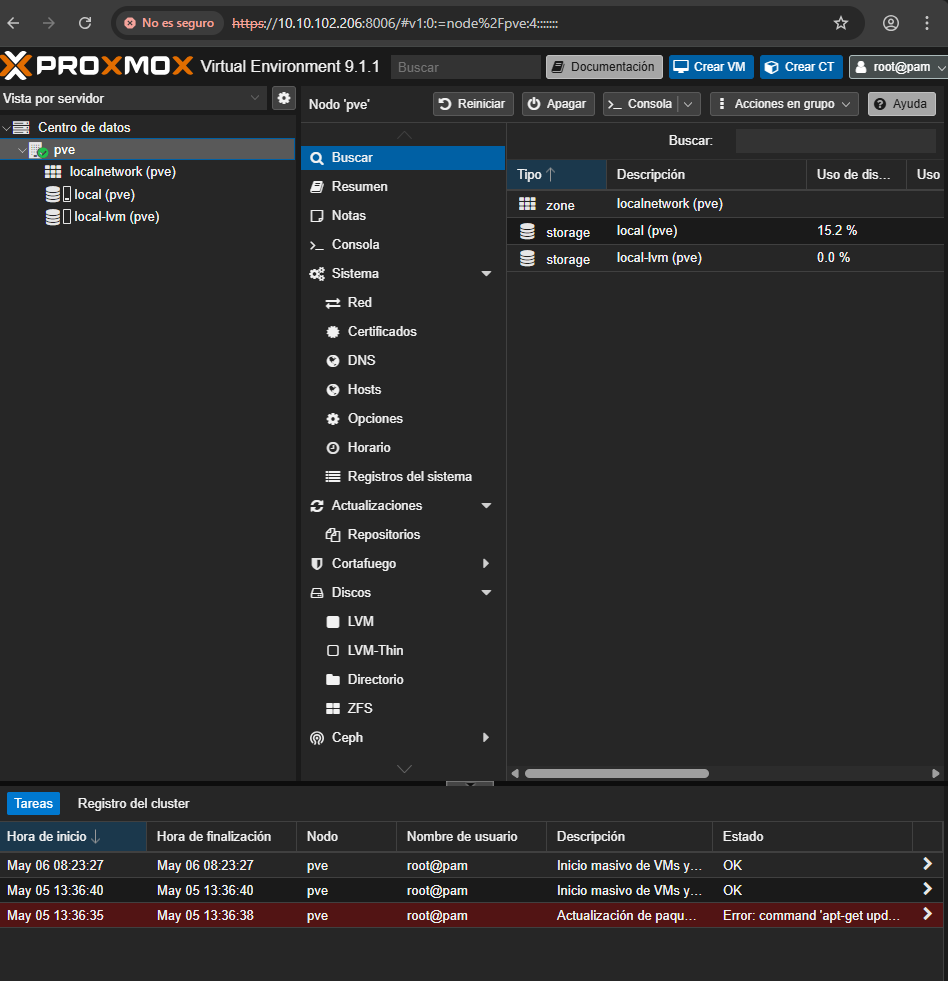 No es seguro https://10.10.102.206:8006/#v1:0:=node%2Fpve:4:::::::
PROXMOX Virtual Environment 9.1.1 Buscar Documentación Crear VM Crear CT root@pam
Vista por servidor
Nodo 'pve' Reiniciar Apagar >_ Consola Acciones en grupo Ayuda
Centro de datos
pve
localnetwork (pve)
local (pve)
local-lvm (pve)
Buscar
Resumen
Notas
Consola
Sistema
Red
Certificados
DNS
Hosts
Opciones
Horario
Registros del sistema
Actualizaciones
Repositorios
Cortafuego
Discos
LVM
LVM-Thin
Directorio
ZFS
Ceph
Buscar:
Tipo Descripción Uso de dis... Uso
zone localnetwork (pve)
storage local (pve) 15.2 %
storage local-lvm (pve) 0.0 %
Tareas Registro del cluster
Hora de inicio Hora de finalización Nodo Nombre de usuario Descripción Estado
May 06 08:23:27 May 06 08:23:27 pve root@pam Inicio masivo de VMs y... OK
May 05 13:36:40 May 05 13:36:40 pve root@pam Inicio masivo de VMs y... OK
May 05 13:36:35 May 05 13:36:38 pve root@pam Actualización de paqu... Error: command 'apt-get upd...